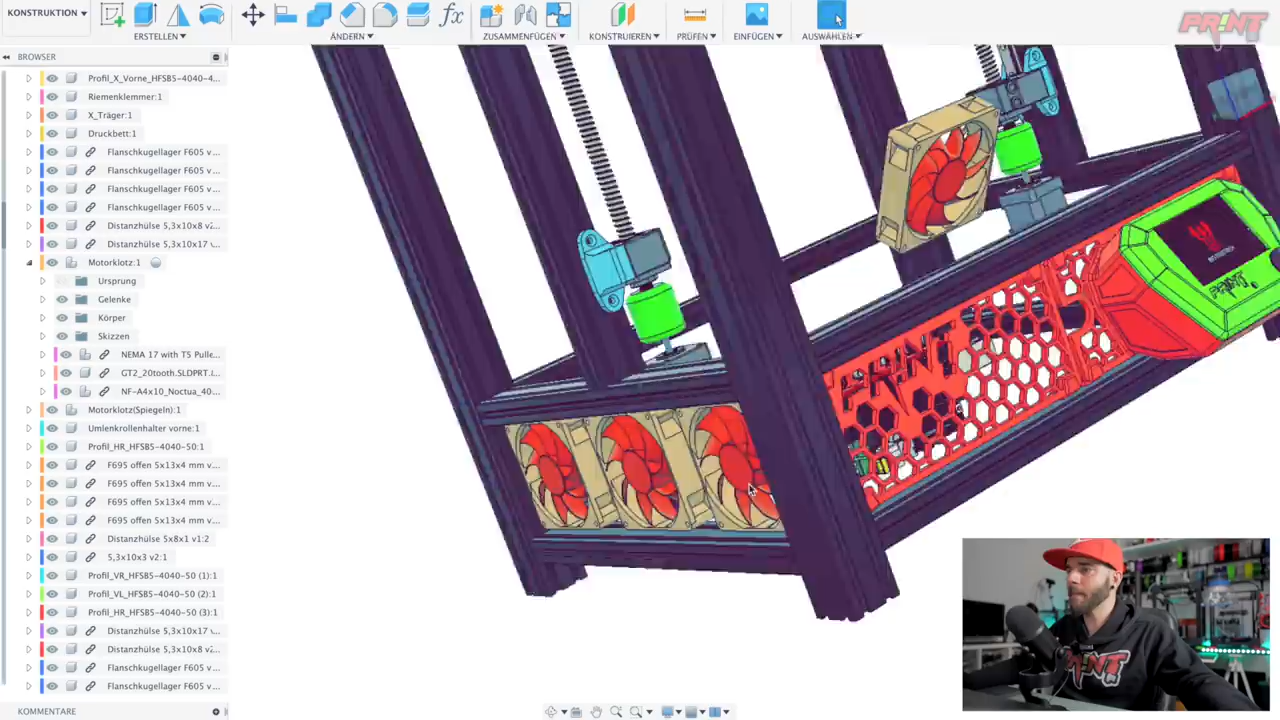 KONSTRUKTION
ERSTELLEN
ÄNDERN
fx
ZUSAMMENFÜGEN
KONSTRUIEREN
PRÜFEN
EINFÜGEN
AUSWÄHLEN
PRINT
BROWSER
Profil_X_Vorne_HFSB5-4040-4...
Riemenklemmer:1
X_Träger:1
Druckbett:1
Flanschkugellager F605 v...
Flanschkugellager F605 v...
Flanschkugellager F605 v...
Flanschkugellager F605 v...
Distanzhülse 5,3x10x8 v2...
Distanzhülse 5,3x10x17 v...
Motorklotz:1
Ursprung
Gelenke
Körper
Skizzen
NEMA 17 with T5 Pulle...
GT2_20tooth.SLDPRT.i...
NF-A4x10_Noctua_40...
Motorklotz(Spiegeln):1
Umlenkrollenhalter vorne:1
Profil_HR_HFSB5-4040-50:1
F695 offen 5x13x4 mm v...
F695 offen 5x13x4 mm v...
F695 offen 5x13x4 mm v...
F695 offen 5x13x4 mm v...
Distanzhülse 5x8x1 v1:2
5,3x10x3 v2:1
Profil_VR_HFSB5-4040-50 (1):1
Profil_VL_HFSB5-4040-50 (2):1
Profil_HR_HFSB5-4040-50 (3):1
Distanzhülse 5,3x10x17 v...
Distanzhülse 5,3x10x8 v2...
Flanschkugellager F605 v...
Flanschkugellager F605 v...
KOMMENTARE
PRINT
PRINT
PRINT